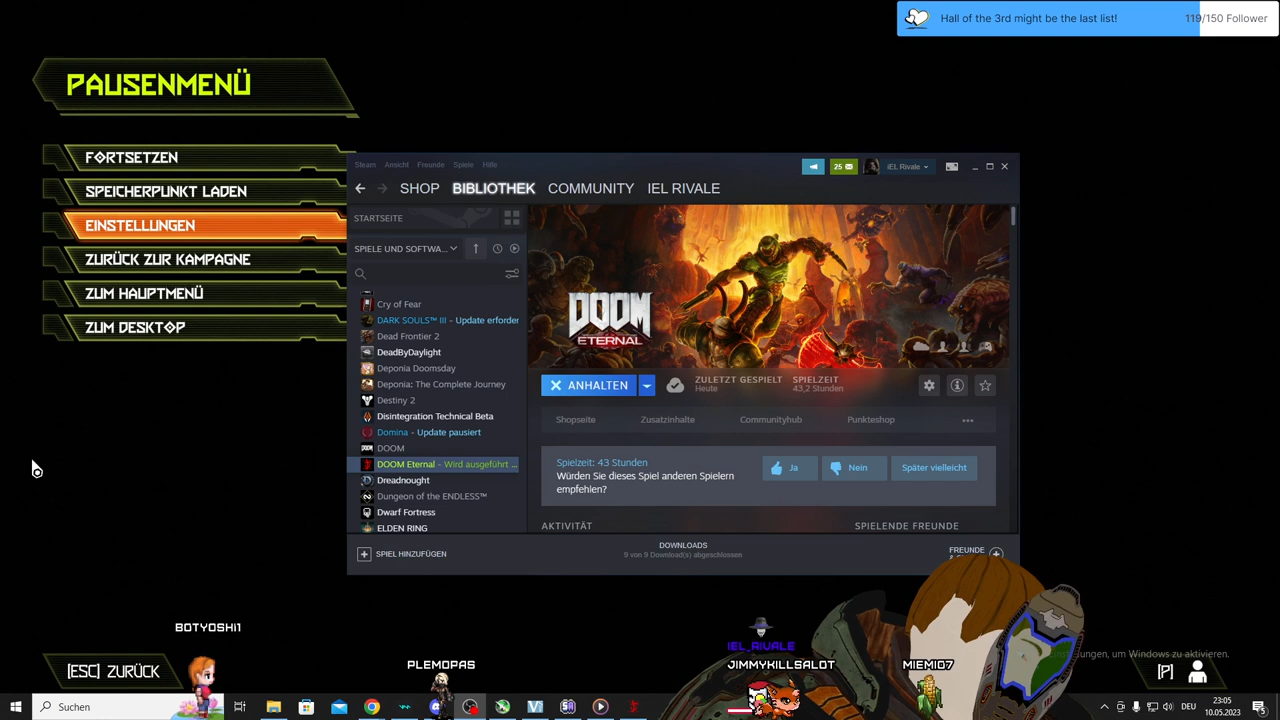 Hall of the 3rd might be the last list!
119/150 Follower
PAUSENMENÜ
FORTSETZEN
SPEICHERPUNKT LADEN
EINSTELLUNGEN
ZURÜCK ZUR KAMPAGNE
ZUM HAUPTMENÜ
ZUM DESKTOP
Steam Ansicht Freunde Spiele Hilfe
25
IEL Rivale
SHOP BIBLIOTHEK COMMUNITY IEL RIVALE
STARTSEITE
SPIELE UND SOFTWA...
Cry of Fear
DARK SOULS™ III - Update erforder
Dead Frontier 2
DeadByDaylight
Deponia Doomsday
Deponia: The Complete Journey
Destiny 2
Disintegration Technical Beta
Domina - Update pausiert
DOOM
DOOM Eternal - Wird ausgeführt ...
Dreadnought
Dungeon of the ENDLESS™
Dwarf Fortress
ELDEN RING
DOOM
ETERNAL
ANHALTEN
ZULETZT GESPIELT
Heute
SPIELZEIT
43,2 Stunden
Shopseite Zusatzinhalte Communityhub Punkteshop
Spielzeit: 43 Stunden
Würden Sie dieses Spiel anderen Spielern
empfehlen?
Ja
Nein
Später vielleicht
AKTIVITÄT
SPIELENDE FREUNDE
SPIEL HINZUFÜGEN
DOWNLOADS
9 von 9 Download(s) abgeschlossen
FREUNDE
BOTYOSHI1
PLEMOPAS
IEL_RIVALE
JIMMYKILLSALOT
MIEMI07
ungen, um Windows zu aktivieren.
[ESC] ZURÜCK
[P]
Suchen
DEU
23:05
10.05.2023